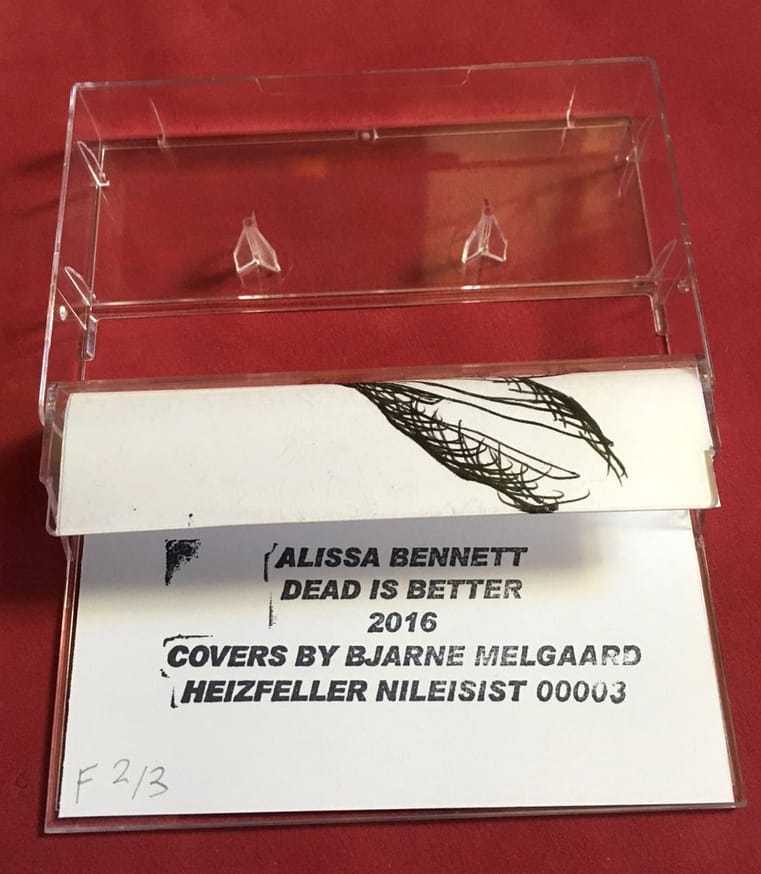 ALISSA BENNETT
DEAD IS BETTER
2016
COVERS BY BJARNE MELGAARD
HEIZFELLER NILEISIST 00003
F 2/3